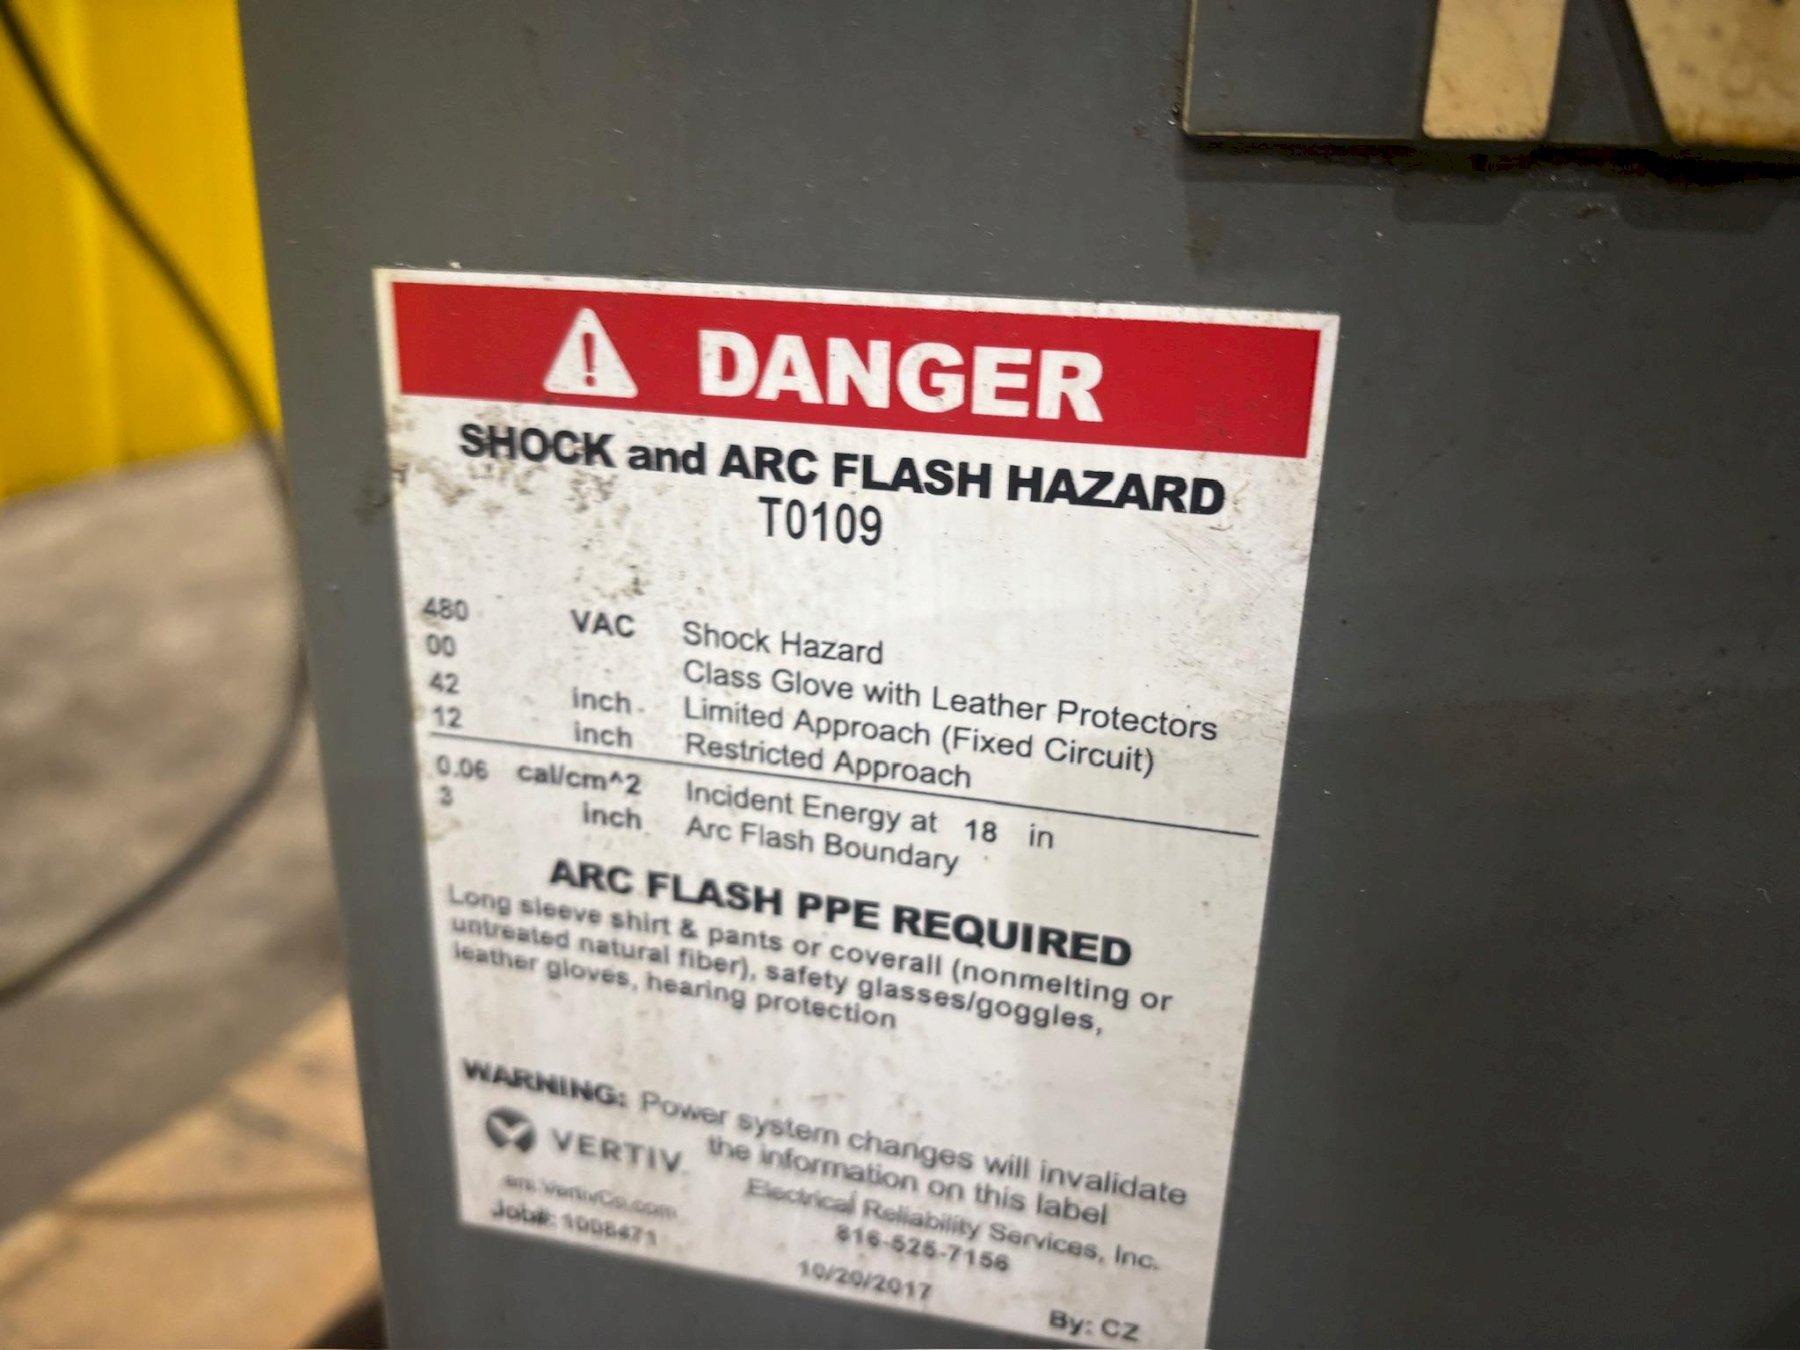 DANGER
SHOCK and ARC FLASH HAZARD
T0109
480 VAC Shock Hazard
00 Class Glove with Leather Protectors
42 inch Limited Approach (Fixed Circuit)
12 inch Restricted Approach
0.06 cal/cm^2 Incident Energy at 18 in
3 inch Arc Flash Boundary
ARC FLASH PPE REQUIRED
Long sleeve shirt & pants or coverall (nonmelting or
untreated natural fiber), safety glasses/goggles,
leather gloves, hearing protection
WARNING: Power system changes will invalidate
the information on this label
VERTIV
Electrical Reliability Services, Inc.
816-525-7156
Job#: 1008471
10/20/2017
By: CZ